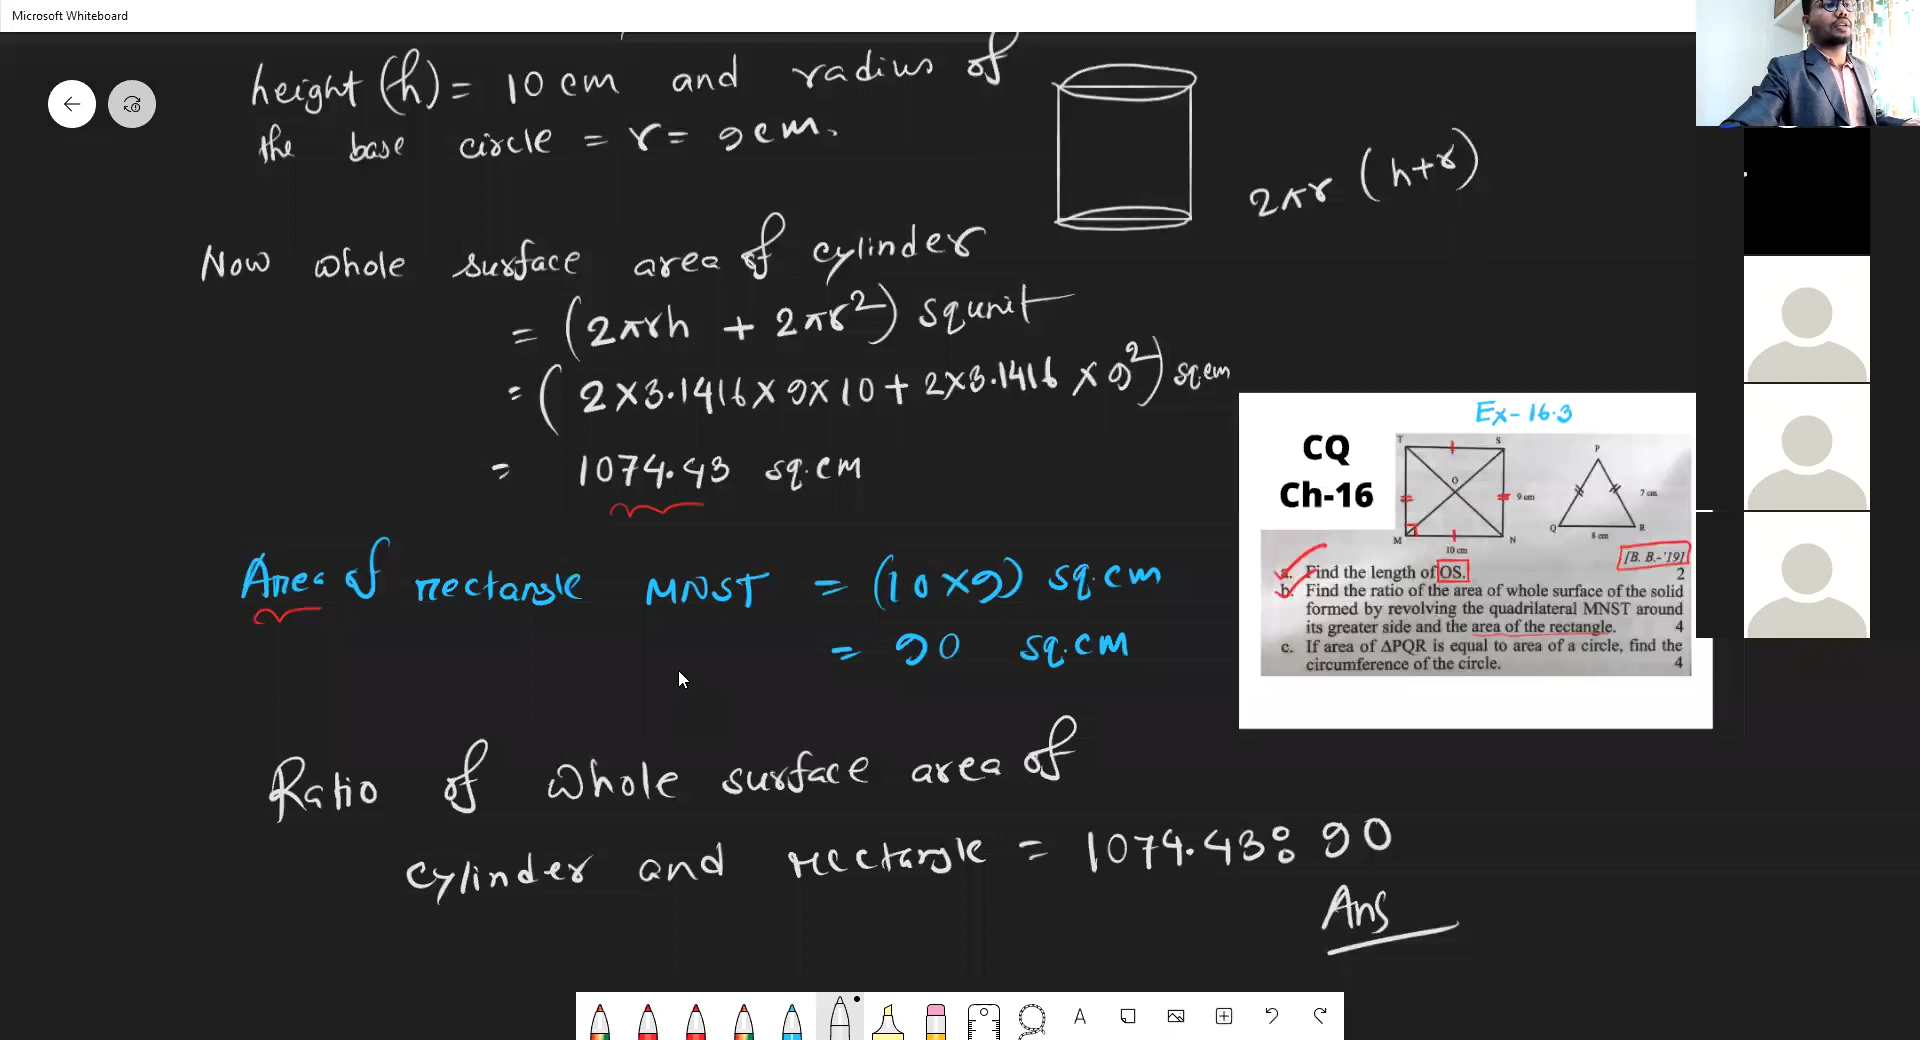 Microsoft Whiteboard
height (h) = 10 cm and radius of
the base circle = r = 9 cm.
2πr (h+r)
Now whole surface area of cylinder
= (2πrh + 2πr²) sq unit
= (2×3.1416×9×10 + 2×3.1416×9²) sq.cm
= 1074.43 sq.cm
Area of rectangle MNST = (10×9) sq.cm
= 90 sq.cm
Ratio of whole surface area of
cylinder and rectangle = 1074.43 : 90
Ans
Ex-16.3
CQ
Ch-16
T S
O
9 cm
M N
10 cm
P
7 cm
Q R
8 cm
[B. B.-'19]
a. Find the length of OS. 2
b. Find the ratio of the area of whole surface of the solid
formed by revolving the quadrilateral MNST around
its greater side and the area of the rectangle. 4
c. If area of ΔPQR is equal to area of a circle, find the
circumference of the circle. 4
A